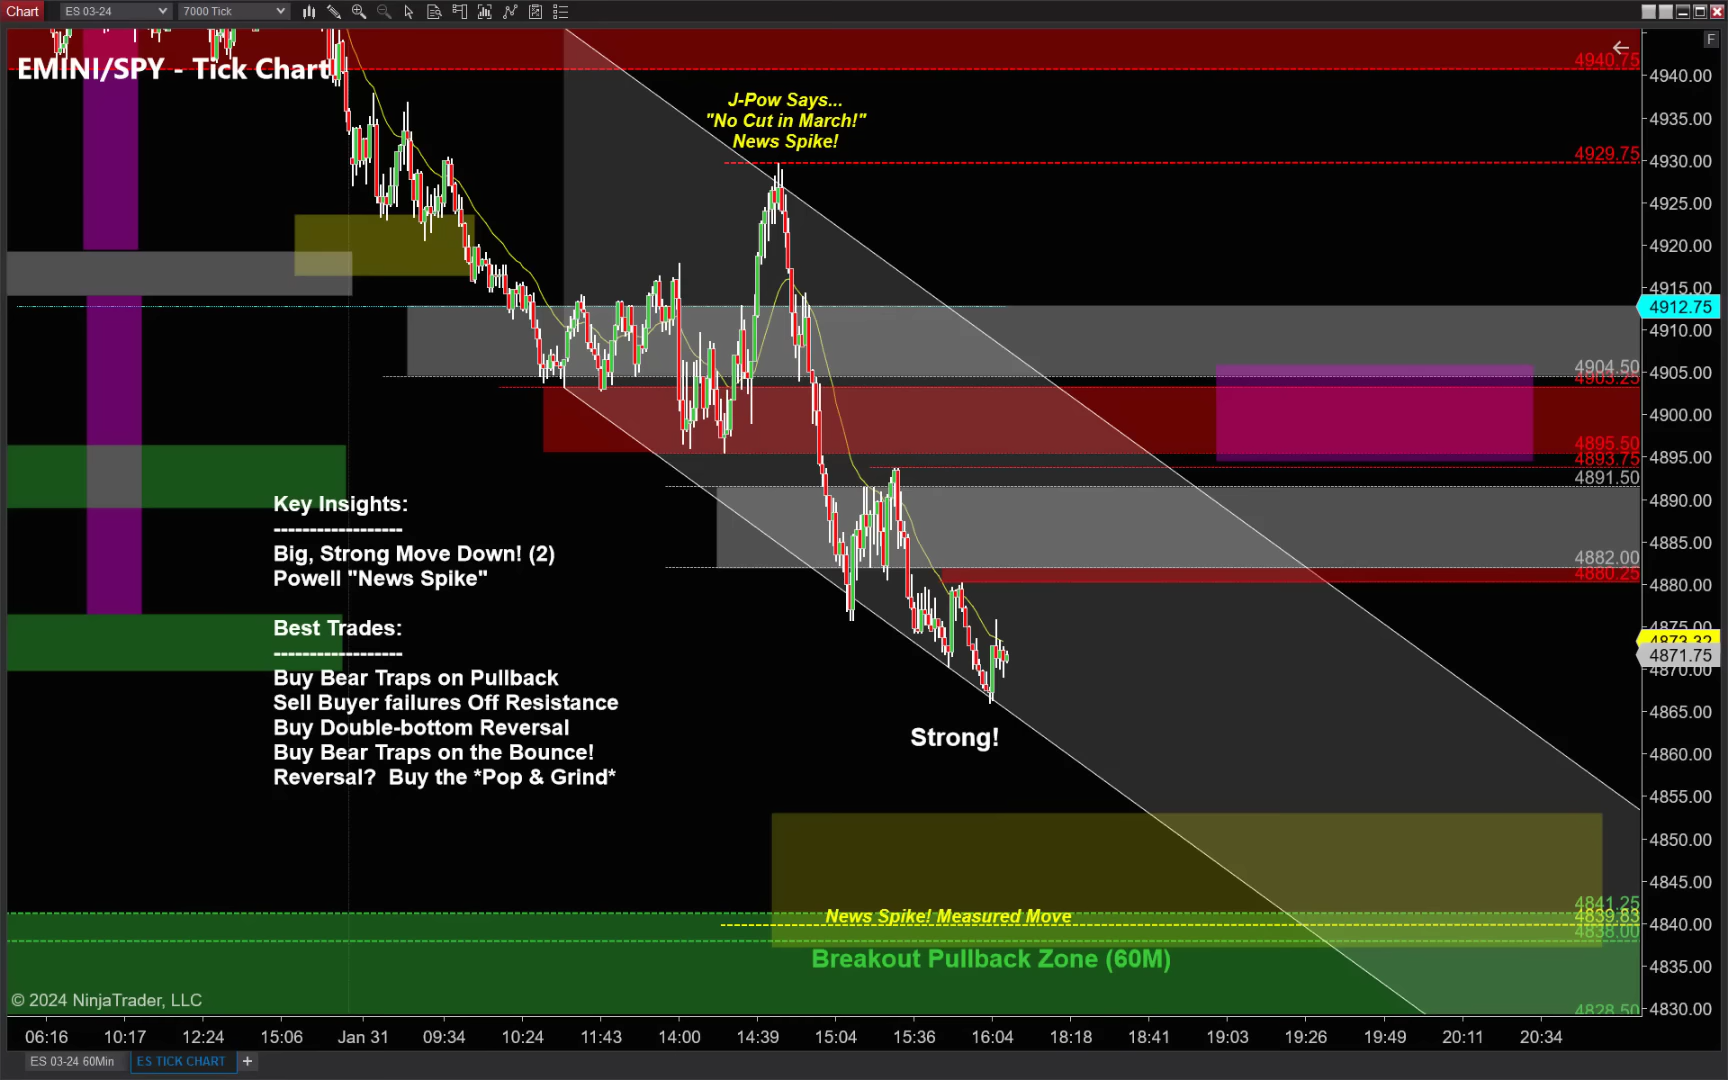 Chart
ES 03-24
7000 Tick
F
EMINI/SPY - Tick Chart
J-Pow Says...
"No Cut in March!"
News Spike!
4940.75
4929.75
4904.50
4903.25
4895.50
4893.75
4891.50
4882.00
4880.25
4841.25
4839.83
4838.00
4828.50
4940.00
4935.00
4930.00
4925.00
4920.00
4915.00
4912.75
4910.00
4905.00
4900.00
4895.00
4890.00
4885.00
4880.00
4875.00
4873.32
4871.75
4870.00
4865.00
4860.00
4855.00
4850.00
4845.00
4840.00
4835.00
4830.00
Key Insights:
------------------
Big, Strong Move Down! (2)
Powell "News Spike"
Best Trades:
------------------
Buy Bear Traps on Pullback
Sell Buyer failures Off Resistance
Buy Double-bottom Reversal
Buy Bear Traps on the Bounce!
Reversal?  Buy the *Pop & Grind*
Strong!
News Spike! Measured Move
Breakout Pullback Zone (60M)
© 2024 NinjaTrader, LLC
06:16 10:17 12:24 15:06 Jan 31 09:34 10:24 11:43 14:00 14:39 15:04 15:36 16:04 18:18 18:41 19:03 19:26 19:49 20:11 20:34
ES 03-24 60Min
ES TICK CHART
+